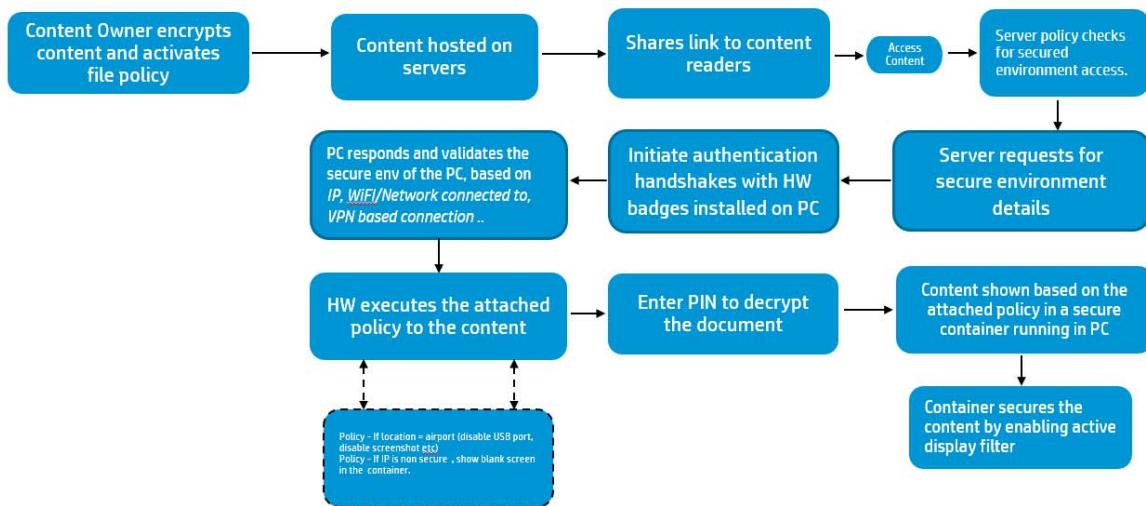 Content Owner encrypts
content and activates
file policy
Content hosted on
servers
Shares link to content
readers
Access
Content
Server policy checks
for secured
environment access.
Server requests for
secure environment
details
Initiate authentication
handshakes with HW
badges installed on PC
PC responds and validates the
secure env of the PC, based on
IP, WiFI/Network connected to,
VPN based connection ..
HW executes the attached
policy to the content
Policy - If location = airport (disable USB port,
disable screenshot etc)
Policy - If IP is non secure , show blank screen
in the container.
Enter PIN to decrypt
the document
Content shown based on the
attached policy in a secure
container running in PC
Container secures the
content by enabling active
display filter